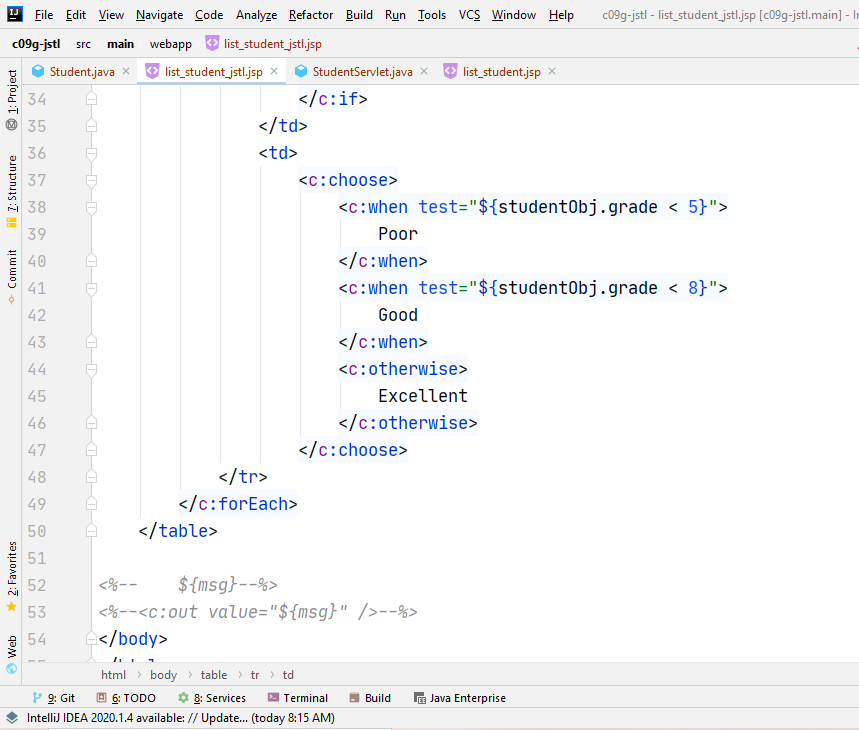 File Edit View Navigate Code Analyze Refactor Build Run Tools VCS Window Help c09g-jstl - list_student_jstl.jsp [c09g-jstl.main] -
c09g-jstl src main webapp list_student_jstl.jsp
Student.java × list_student_jstl.jsp × StudentServlet.java × list_student.jsp ×
1: Project
7: Structure
Commit
2: Favorites
Web
34 </c:if>
35 </td>
36 <td>
37 <c:choose>
38 <c:when test="${studentObj.grade < 5}">
39 Poor
40 </c:when>
41 <c:when test="${studentObj.grade < 8}">
42 Good
43 </c:when>
44 <c:otherwise>
45 Excellent
46 </c:otherwise>
47 </c:choose>
48 </tr>
49 </c:forEach>
50 </table>
51
52 <%-- ${msg}--%>
53 <%--<c:out value="${msg}" />--%>
54 </body>
html › body › table › tr › td
9: Git 6: TODO 8: Services Terminal Build Java Enterprise
IntelliJ IDEA 2020.1.4 available: // Update... (today 8:15 AM)